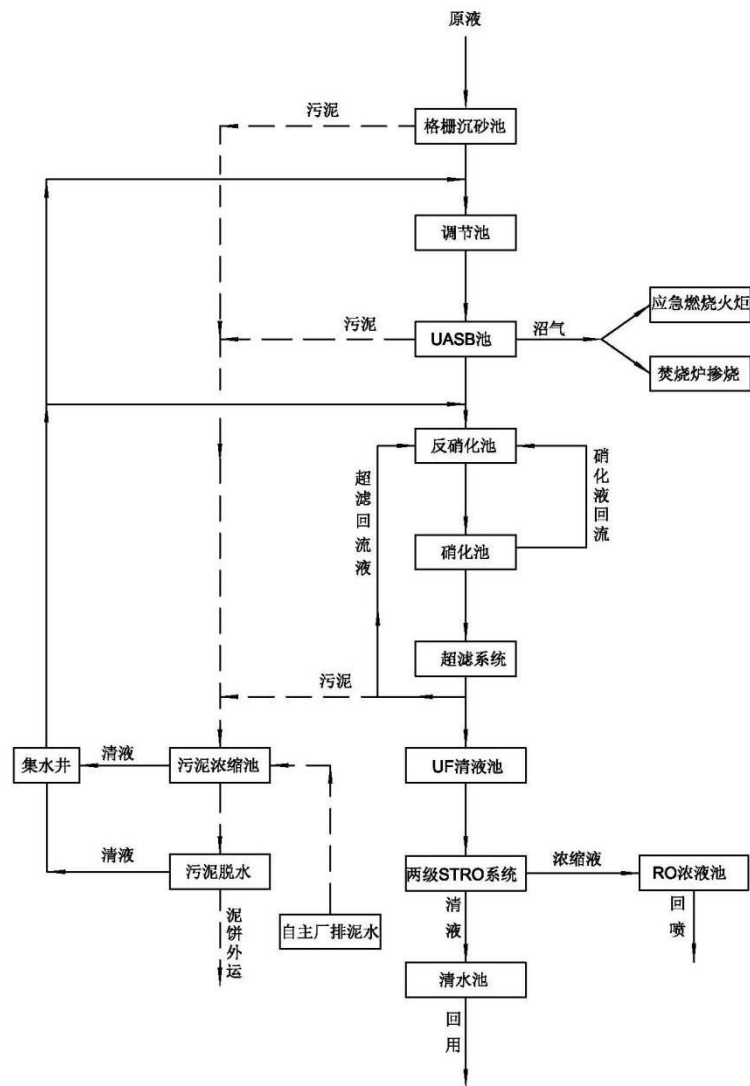 原液
污泥
格栅沉砂池
调节池
污泥
UASB池
沼气
应急燃烧火炬
焚烧炉掺烧
反硝化池
超滤回流液
硝化液回流
硝化池
超滤系统
污泥
集水井
清液
污泥浓缩池
UF清液池
清液
污泥脱水
两级STRO系统
浓缩液
RO浓液池
泥饼外运
自主厂排泥水
清液
回喷
清水池
回用